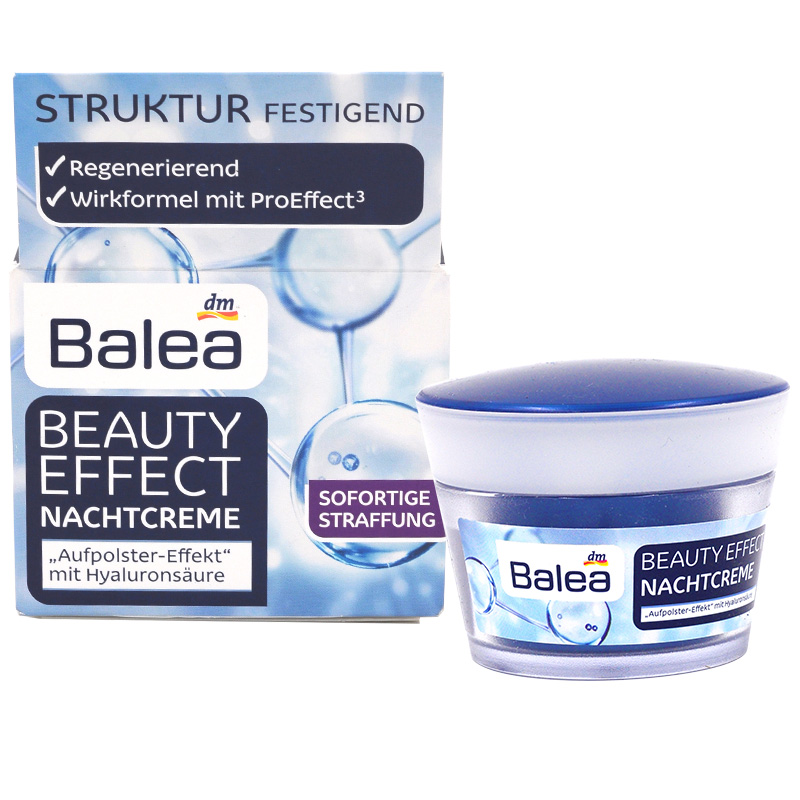 STRUKTUR FESTIGEND
✓ Regenerierend
✓ Wirkformel mit ProEffect³
dm
Balea
BEAUTY
EFFECT
NACHTCREME
„Aufpolster-Effekt“
mit Hyaluronsäure
SOFORTIGE
STRAFFUNG
dm
Balea
BEAUTY EFFECT
NACHTCREME
„Aufpolster-Effekt“ mit Hyaluronsäure